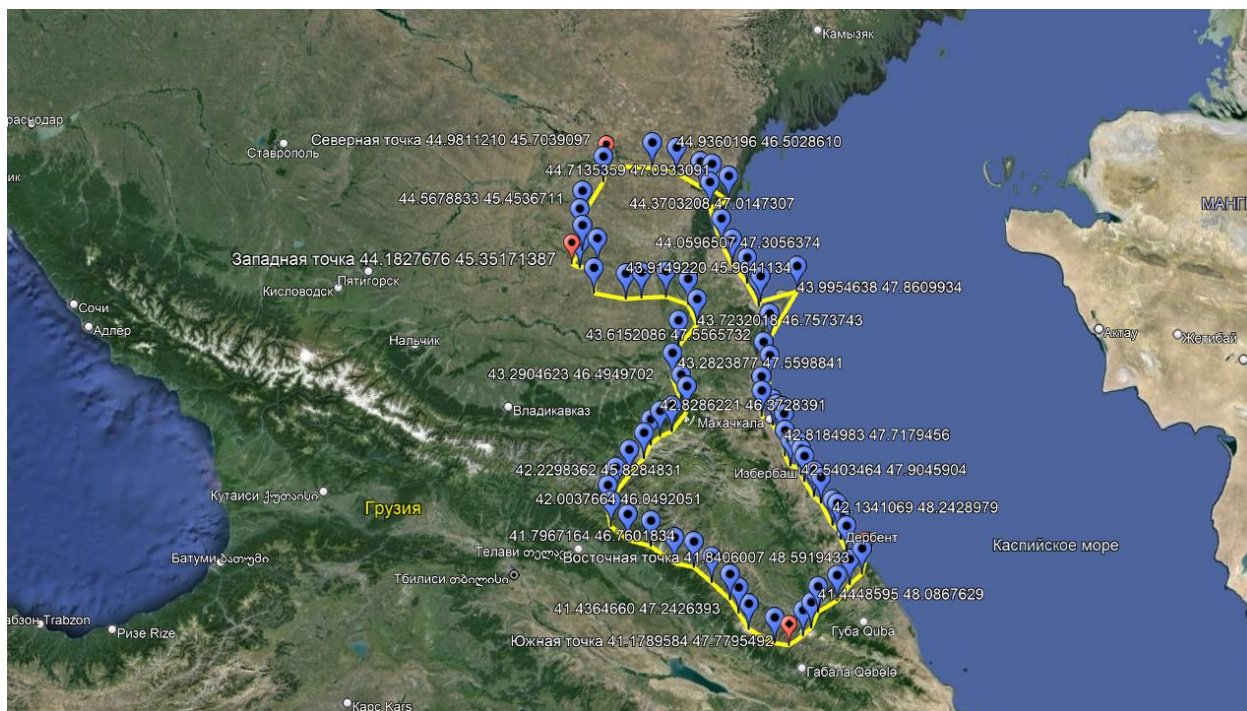 Камызяк
раснодар
Северная точка 44.9811210 45.7039097
44.9360196 46.5028610
Ставрополь
44.7135359 47.0933091
ик
44.5678833 45.4536711
44.3703208 47.0147307
МАНГ
44.0596507 47.3056374
Западная точка 44.1827676 45.35171387
43.9149220 45.9641134
Пятигорск
Кисловодск
43.9954638 47.8609934
Сочи
43.7232018 46.7573743
Адлер
43.6152086 47.5565732
Актау
Жетибай
Нальчик
43.2823877 47.5598841
43.2904623 46.4949702
42.8286221 46.3728391
Владикавказ
Махачкала
42.8184983 47.7179456
42.2298362 45.8284831
Избербаш
42.5403464 47.9045904
Кутаиси ქუთაისი
42.0037664 46.0492051
Грузия
42.1341069 48.2428979
41.7967164 46.7601834
Дербент
Каспийское море
Телави თელავი
Батуми ბათუმი
Восточная точка 41.8406007 48.5919433
Тбилиси თბილისი
41.4448595 48.0867629
41.4364660 47.2426393
абзон Trabzon
Ризе Rize
Губа Quba
Южная точка 41.1789584 47.7795492
Габала Qəbələ
Карс Kars